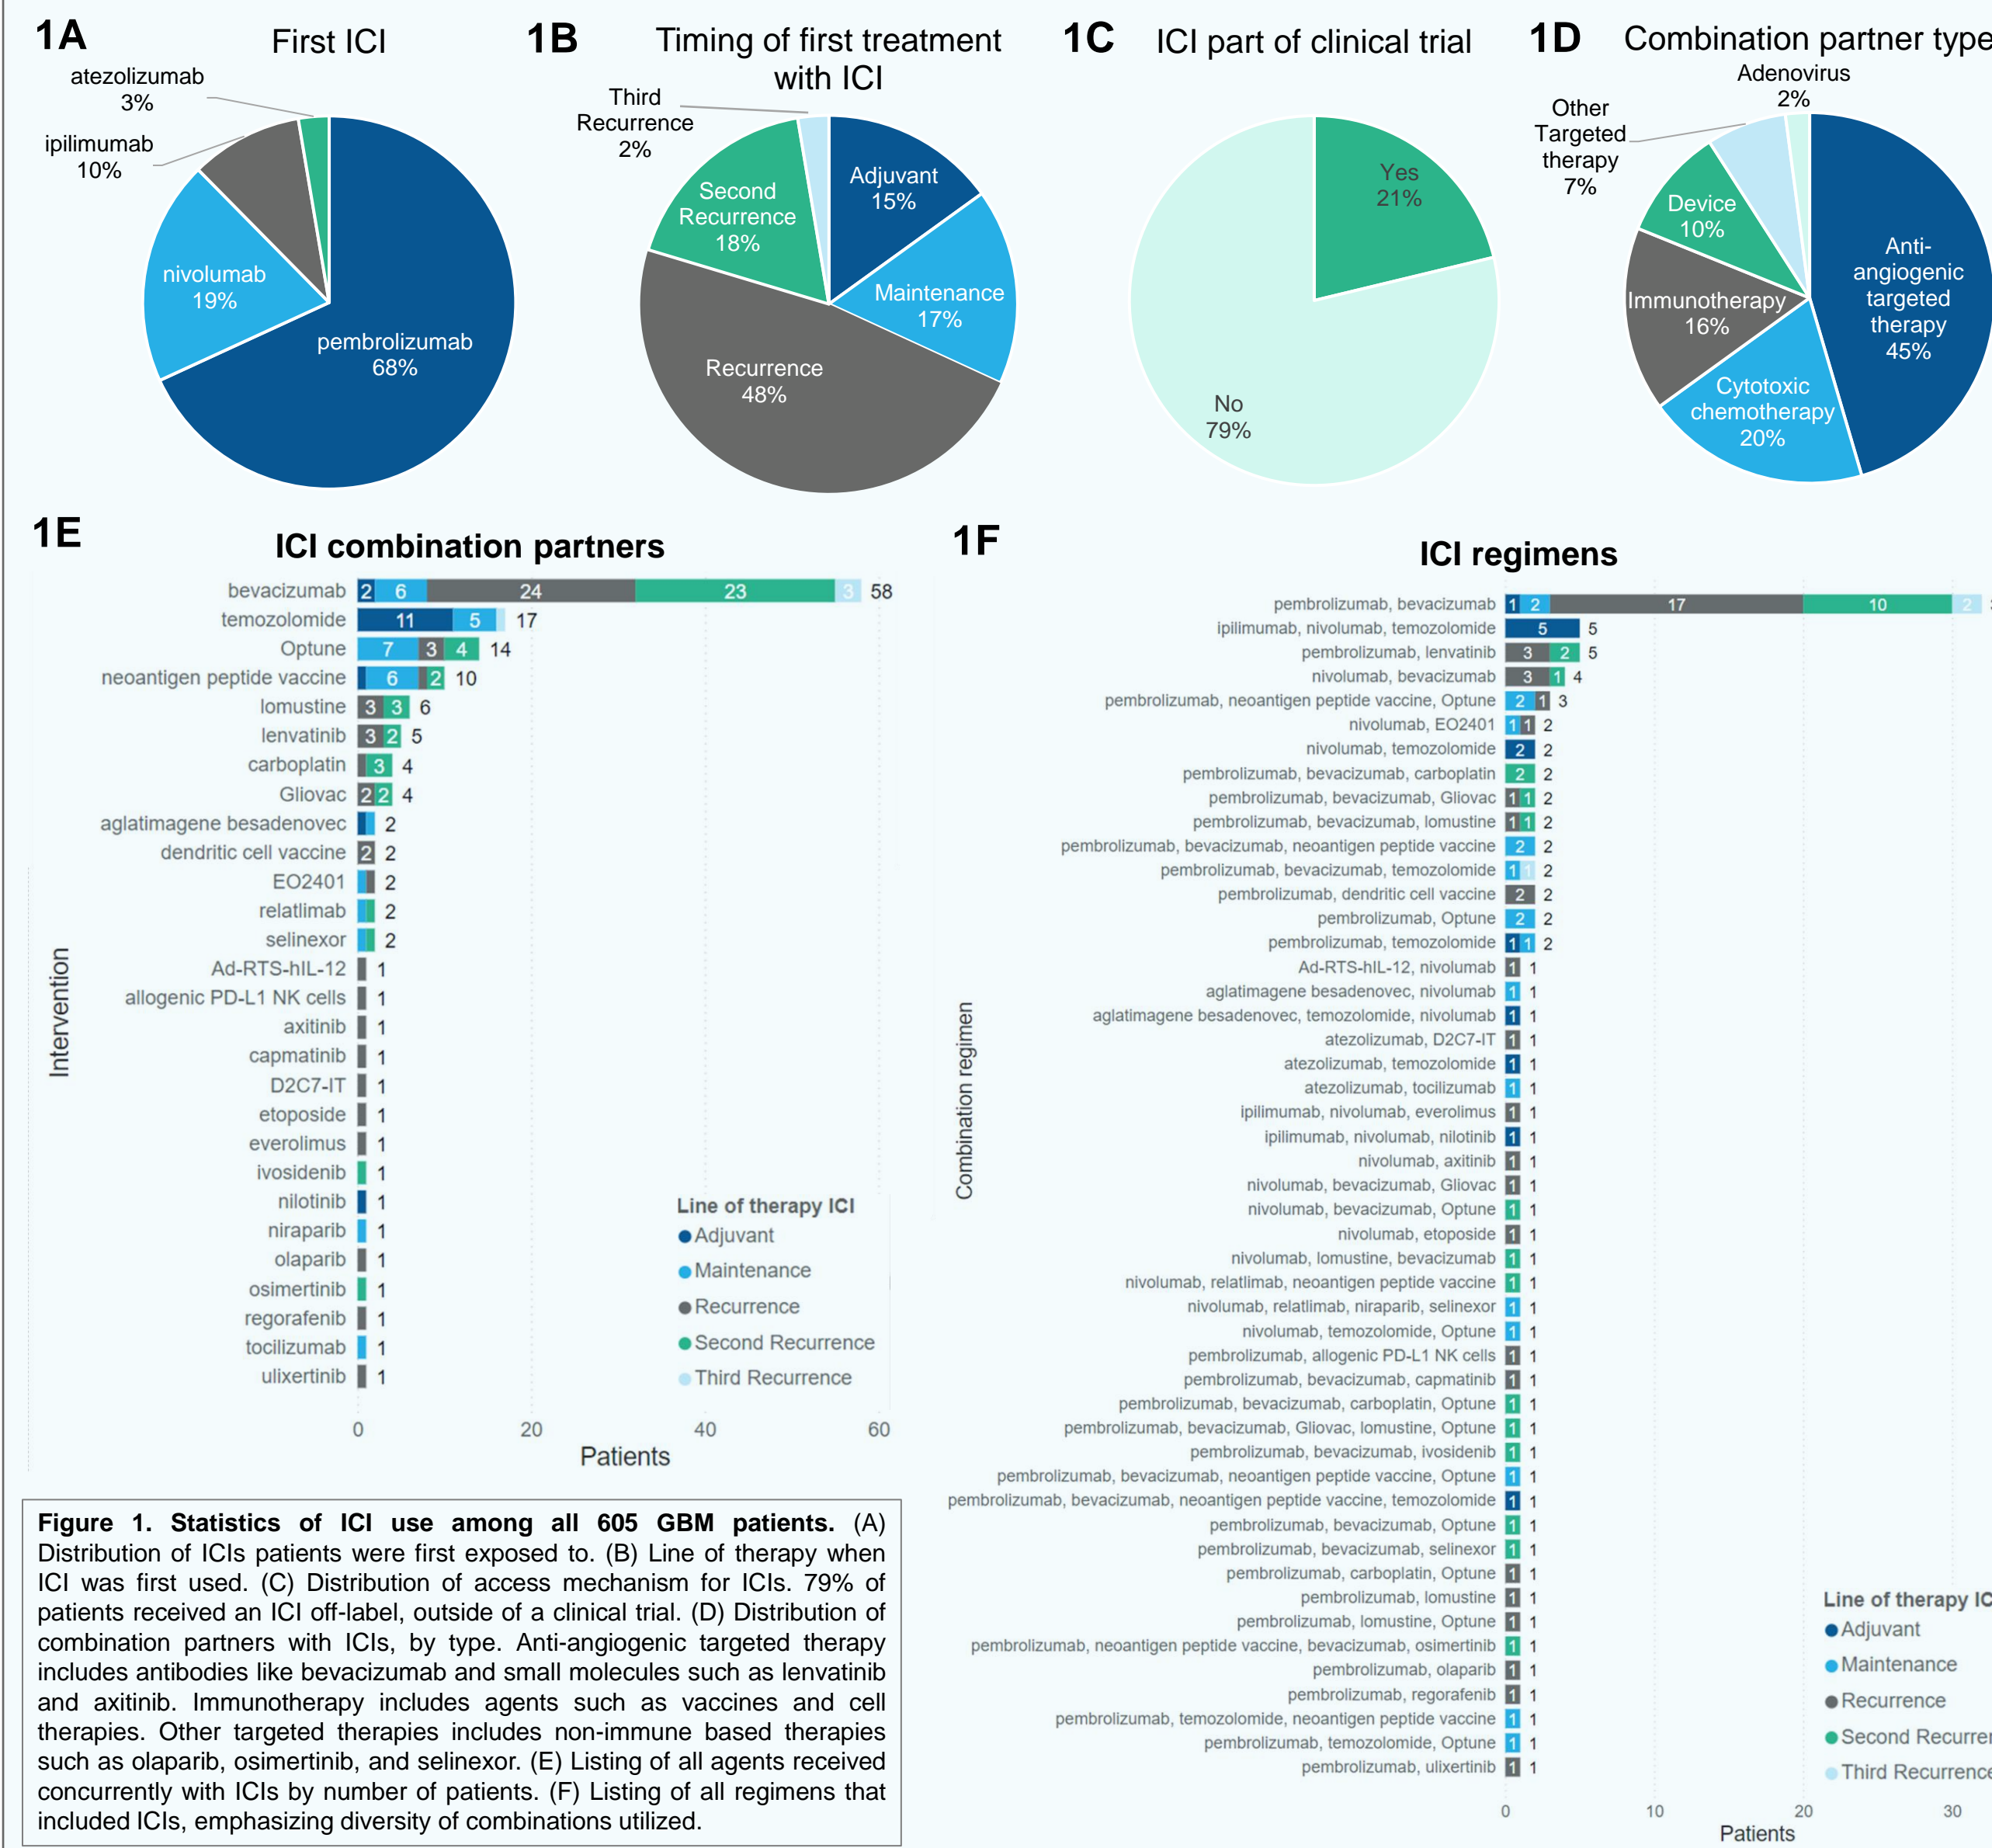 1A
First ICI
atezolizumab
3%
ipilimumab
10%
nivolumab
19%
pembrolizumab
68%
1B
Timing of first treatment
with ICI
Third
Recurrence
2%
Adjuvant
15%
Second
Recurrence
18%
Maintenance
17%
Recurrence
48%
1C
ICI part of clinical trial
Yes
21%
No
79%
1D
Combination partner type
Adenovirus
2%
Other
Targeted
therapy
7%
Device
10%
Anti-
angiogenic
targeted
therapy
45%
Immunotherapy
16%
Cytotoxic
chemotherapy
20%
1E
ICI combination partners
Intervention
bevacizumab 2 6 24 23 3 58
temozolomide 11 5 17
Optune 7 3 4 14
neoantigen peptide vaccine 6 2 10
lomustine 3 3 6
lenvatinib 3 2 5
carboplatin 3 4
Gliovac 2 2 4
aglatimagene besadenovec 2
dendritic cell vaccine 2 2
EO2401 2
relatlimab 2
selinexor 2
Ad-RTS-hIL-12 1
allogenic PD-L1 NK cells 1
axitinib 1
capmatinib 1
D2C7-IT 1
etoposide 1
everolimus 1
ivosidenib 1
nilotinib 1
niraparib 1
olaparib 1
osimertinib 1
regorafenib 1
tocilizumab 1
ulixertinib 1
Line of therapy ICI
Adjuvant
Maintenance
Recurrence
Second Recurrence
Third Recurrence
0 20 40 60
Patients
1F
ICI regimens
Combination regimen
pembrolizumab, bevacizumab 1 2 17 10 2
ipilimumab, nivolumab, temozolomide 5 5
pembrolizumab, lenvatinib 3 2 5
nivolumab, bevacizumab 3 1 4
pembrolizumab, neoantigen peptide vaccine, Optune 2 1 3
nivolumab, EO2401 1 1 2
nivolumab, temozolomide 2 2
pembrolizumab, bevacizumab, carboplatin 2 2
pembrolizumab, bevacizumab, Gliovac 1 1 2
pembrolizumab, bevacizumab, lomustine 1 1 2
pembrolizumab, bevacizumab, neoantigen peptide vaccine 2 2
pembrolizumab, bevacizumab, temozolomide 1 1 2
pembrolizumab, dendritic cell vaccine 2 2
pembrolizumab, Optune 2 2
pembrolizumab, temozolomide 1 1 2
Ad-RTS-hIL-12, nivolumab 1 1
aglatimagene besadenovec, nivolumab 1 1
aglatimagene besadenovec, temozolomide, nivolumab 1 1
atezolizumab, D2C7-IT 1 1
atezolizumab, temozolomide 1 1
atezolizumab, tocilizumab 1 1
ipilimumab, nivolumab, everolimus 1 1
ipilimumab, nivolumab, nilotinib 1 1
nivolumab, axitinib 1 1
nivolumab, bevacizumab, Gliovac 1 1
nivolumab, bevacizumab, Optune 1 1
nivolumab, etoposide 1 1
nivolumab, lomustine, bevacizumab 1 1
nivolumab, relatlimab, neoantigen peptide vaccine 1 1
nivolumab, relatlimab, niraparib, selinexor 1 1
nivolumab, temozolomide, Optune 1 1
pembrolizumab, allogenic PD-L1 NK cells 1 1
pembrolizumab, bevacizumab, capmatinib 1 1
pembrolizumab, bevacizumab, carboplatin, Optune 1 1
pembrolizumab, bevacizumab, Gliovac, lomustine, Optune 1 1
pembrolizumab, bevacizumab, ivosidenib 1 1
pembrolizumab, bevacizumab, neoantigen peptide vaccine, Optune 1 1
pembrolizumab, bevacizumab, neoantigen peptide vaccine, temozolomide 1 1
pembrolizumab, bevacizumab, Optune 1 1
pembrolizumab, bevacizumab, selinexor 1 1
pembrolizumab, carboplatin, Optune 1 1
pembrolizumab, lomustine 1 1
pembrolizumab, lomustine, Optune 1 1
pembrolizumab, neoantigen peptide vaccine, bevacizumab, osimertinib 1 1
pembrolizumab, olaparib 1 1
pembrolizumab, regorafenib 1 1
pembrolizumab, temozolomide, neoantigen peptide vaccine 1 1
pembrolizumab, temozolomide, Optune 1 1
pembrolizumab, ulixertinib 1 1
Line of therapy IC
Adjuvant
Maintenance
Recurrence
Second Recurre
Third Recurrence
0 10 20 30
Patients
Figure 1. Statistics of ICI use among all 605 GBM patients. (A)
Distribution of ICIs patients were first exposed to. (B) Line of therapy when
ICI was first used. (C) Distribution of access mechanism for ICIs. 79% of
patients received an ICI off-label, outside of a clinical trial. (D) Distribution of
combination partners with ICIs, by type. Anti-angiogenic targeted therapy
includes antibodies like bevacizumab and small molecules such as lenvatinib
and axitinib. Immunotherapy includes agents such as vaccines and cell
therapies. Other targeted therapies includes non-immune based therapies
such as olaparib, osimertinib, and selinexor. (E) Listing of all agents received
concurrently with ICIs by number of patients. (F) Listing of all regimens that
included ICIs, emphasizing diversity of combinations utilized.